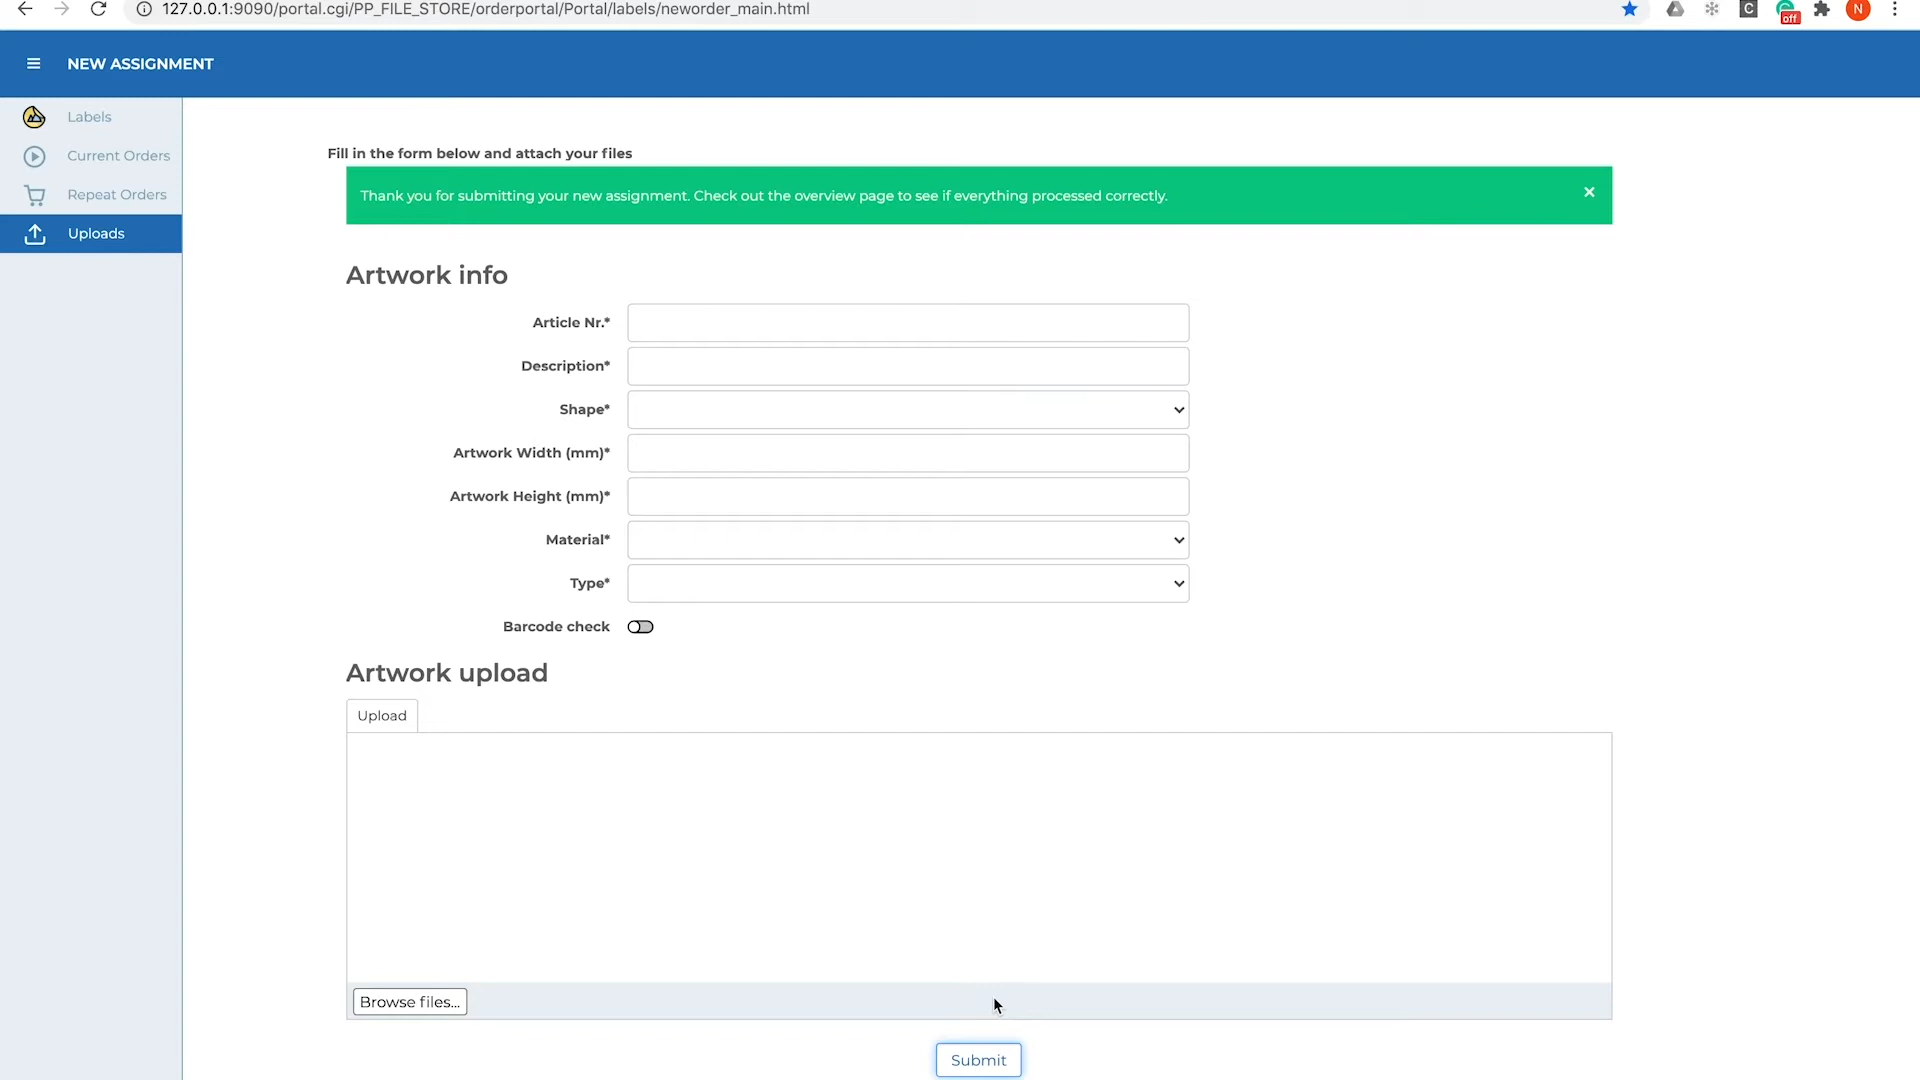 127.0.0.1:9090/portal.cgi/PP_FILE_STORE/orderportal/Portal/labels/neworder_main.html
C
off
N
NEW ASSIGNMENT
Labels
Current Orders
Repeat Orders
Uploads
Fill in the form below and attach your files
Thank you for submitting your new assignment. Check out the overview page to see if everything processed correctly.
Artwork info
Article Nr.*
Description*
Shape*
Artwork Width (mm)*
Artwork Height (mm)*
Material*
Type*
Barcode check
Artwork upload
Upload
Browse files...
Submit